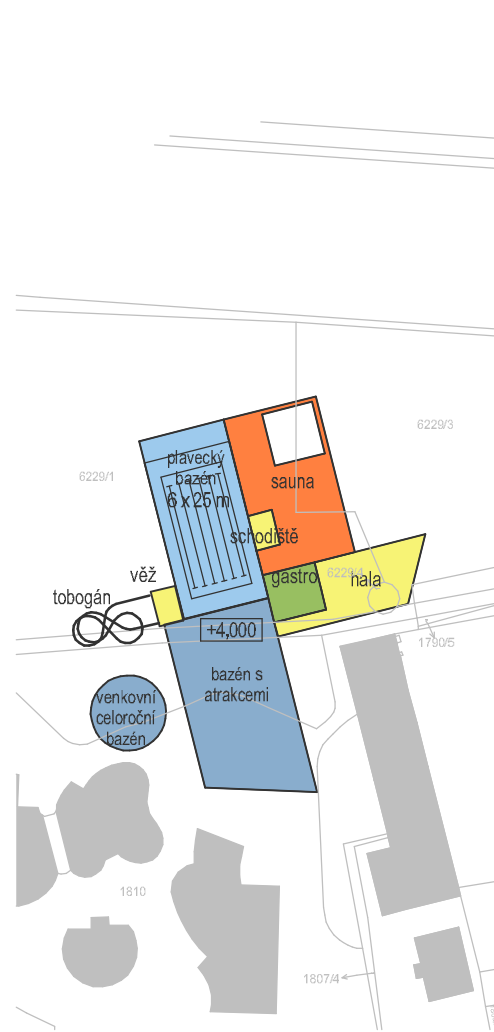 6229/3
plavecký
bazén
6 x 25 m
6229/1
sauna
schodiště
věž
gastro
6229/4
hala
tobogán
+4,000
1790/5
bazén s
atrakcemi
venkovní
celoroční
bazén
1810
1807/4